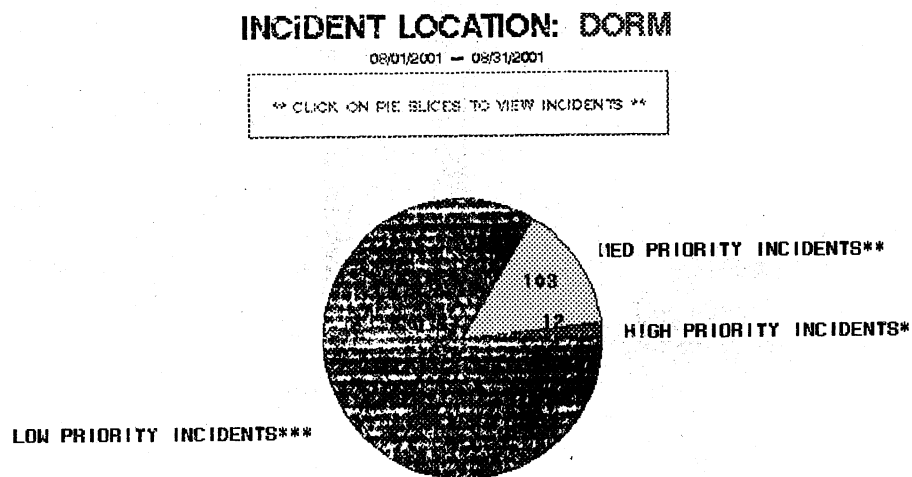 INCIDENT LOCATION: DORM
08/01/2001 — 08/31/2001
** CLICK ON PIE SLICES TO VIEW INCIDENTS **
MED PRIORITY INCIDENTS**
103
12
HIGH PRIORITY INCIDENTS*
LOW PRIORITY INCIDENTS***